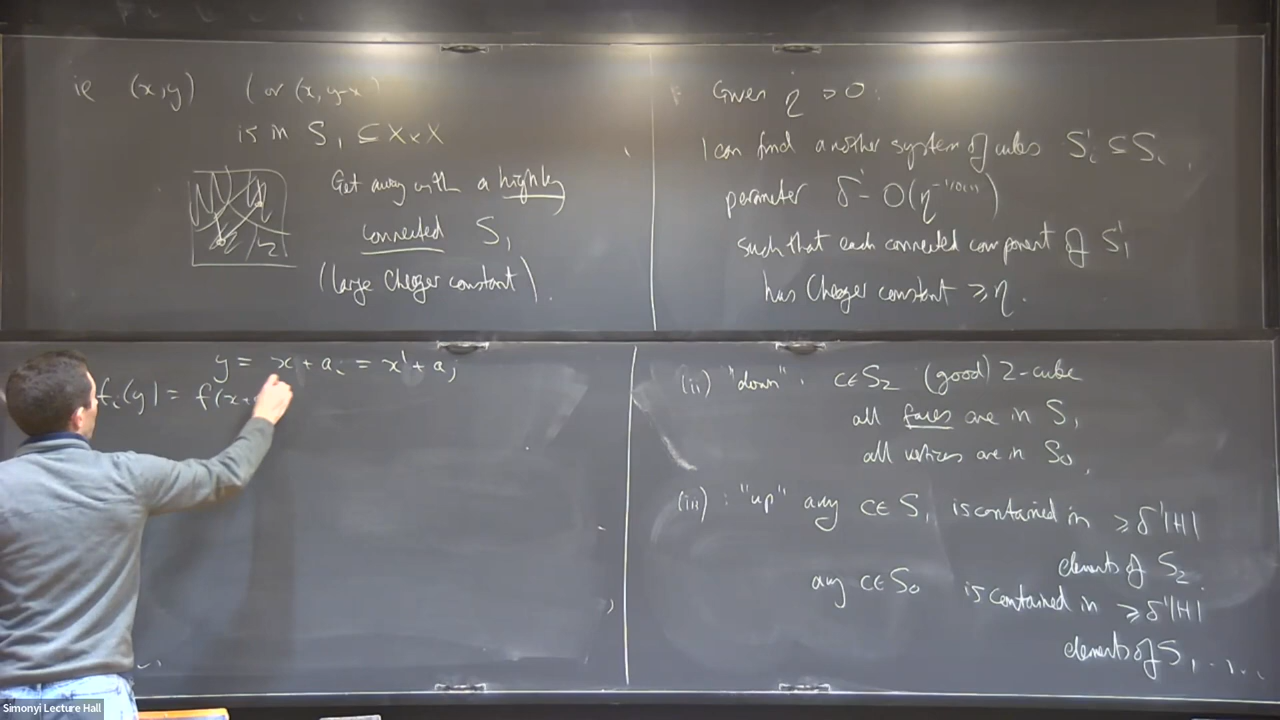 ie (x,y) (or (x, y-x)
is in S₁ ⊆ X×X
Get away with a highly
connected S₁
(large Cheeger constant).
Given η > 0:
I can find another system of cubes S'ᵢ ⊆ Sᵢ,
parameter δ'
such that each connected component of S'₁
has Cheeger constant ≥ η.
y = x + aᵢ = x' + aⱼ
fᵢ(y) = f(x+
(ii) "down". c∈S₂ (good) 2-cube
all faces are in S₁
all vertices are in S₀,
(iii): "up" any c∈S₁ is contained in ≥ δ'|H|
elements of S₂.
any c∈S₀ is contained in ≥ δ'|H|
elements of S₁ .....
Simonyi Lecture Hall